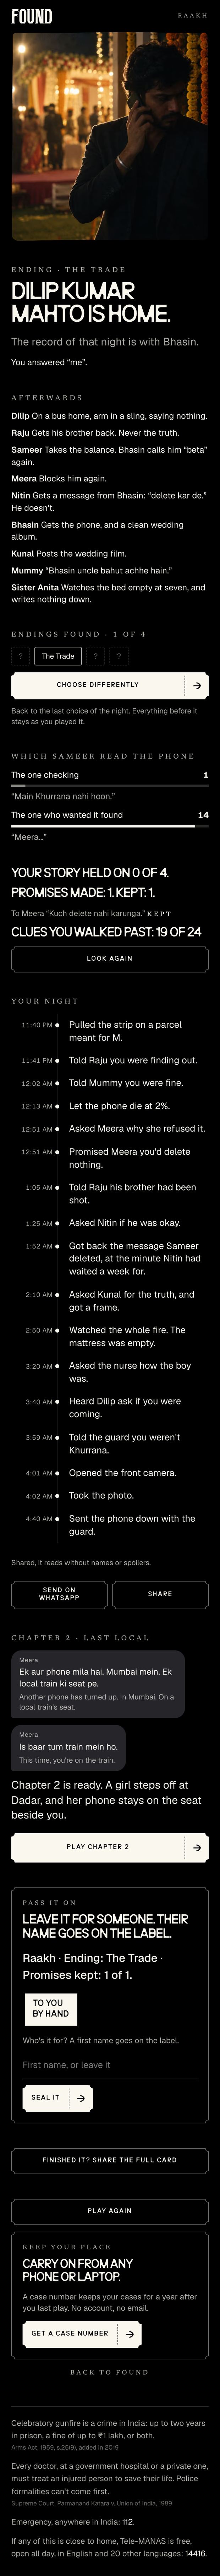 FOUND
RAAKH
ENDING · THE TRADE
DILIP KUMAR
MAHTO IS HOME.
The record of that night is with Bhasin.
You answered “me”.
AFTERWARDS
Dilip On a bus home, arm in a sling, saying nothing.
Raju Gets his brother back. Never the truth.
Sameer Takes the balance. Bhasin calls him “beta”
again.
Meera Blocks him again.
Nitin Gets a message from Bhasin: “delete kar de.”
He doesn’t.
Bhasin Gets the phone, and a clean wedding
album.
Kunal Posts the wedding film.
Mummy “Bhasin uncle bahut achhe hain.”
Sister Anita Watches the bed empty at seven, and
writes nothing down.
ENDINGS FOUND · 1 OF 4
?
The Trade
?
?
CHOOSE DIFFERENTLY →
Back to the last choice of the night. Everything before it
stays as you played it.
WHICH SAMEER READ THE PHONE
The one checking 1
“Main Khurrana nahi hoon.”
The one who wanted it found 14
“Meera…”
YOUR STORY HELD ON 0 OF 4.
PROMISES MADE: 1. KEPT: 1.
To Meera “Kuch delete nahi karunga.” KEPT
CLUES YOU WALKED PAST: 19 OF 24
LOOK AGAIN
YOUR NIGHT
11:40 PM Pulled the strip on a parcel
meant for M.
11:41 PM Told Raju you were finding out.
12:02 AM Told Mummy you were fine.
12:13 AM Let the phone die at 2%.
12:51 AM Asked Meera why she refused it.
12:51 AM Promised Meera you’d delete
nothing.
1:05 AM Told Raju his brother had been
shot.
1:25 AM Asked Nitin if he was okay.
1:52 AM Got back the message Sameer
deleted, at the minute Nitin had
waited a week for.
2:10 AM Asked Kunal for the truth, and
got a frame.
2:50 AM Watched the whole fire. The
mattress was empty.
3:20 AM Asked the nurse how the boy
was.
3:40 AM Heard Dilip ask if you were
coming.
3:59 AM Told the guard you weren’t
Khurrana.
4:01 AM Opened the front camera.
4:02 AM Took the photo.
4:40 AM Sent the phone down with the
guard.
Shared, it reads without names or spoilers.
SEND ON
WHATSAPP
SHARE
CHAPTER 2 · LAST LOCAL
Meera
Ek aur phone mila hai. Mumbai mein. Ek
local train ki seat pe.
Another phone has turned up. In Mumbai. On a
local train’s seat.
Meera
Is baar tum train mein ho.
This time, you’re on the train.
Chapter 2 is ready. A girl steps off at
Dadar, and her phone stays on the seat
beside you.
PLAY CHAPTER 2 →
PASS IT ON
LEAVE IT FOR SOMEONE. THEIR
NAME GOES ON THE LABEL.
Raakh · Ending: The Trade ·
Promises kept: 1 of 1.
TO YOU
BY HAND
Who’s it for? A first name goes on the label.
First name, or leave it
SEAL IT →
FINISHED IT? SHARE THE FULL CARD
PLAY AGAIN
KEEP YOUR PLACE
CARRY ON FROM ANY
PHONE OR LAPTOP.
A case number keeps your cases for a year after
you last play. No account, no email.
GET A CASE NUMBER →
BACK TO FOUND
Celebratory gunfire is a crime in India: up to two years
in prison, a fine of up to ₹1 lakh, or both.
Arms Act, 1959, s.25(9), added in 2019
Every doctor, at a government hospital or a private one,
must treat an injured person to save their life. Police
formalities can’t come first.
Supreme Court, Parmanand Katara v. Union of India, 1989
Emergency, anywhere in India: 112.
If any of this is close to home, Tele-MANAS is free,
open all day, in English and 20 other languages: 14416.